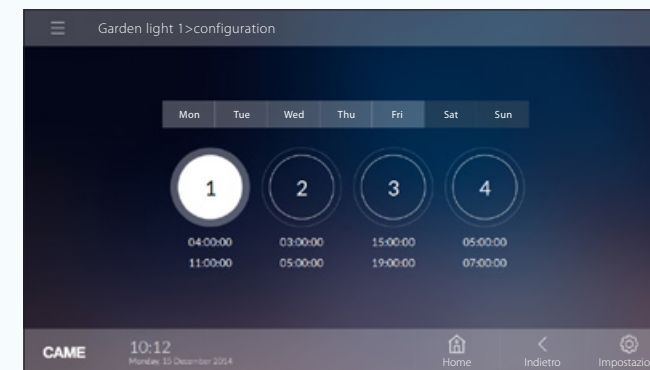 Garden light 1>configuration
Mon Tue Wed Thu Fri Sat Sun
1 2 3 4
04:00:00 03:00:00 15:00:00 05:00:00
11:00:00 05:00:00 19:00:00 07:00:00
CAME 10:12 Home Indietro Impostazio
Monday, 15 December 2014